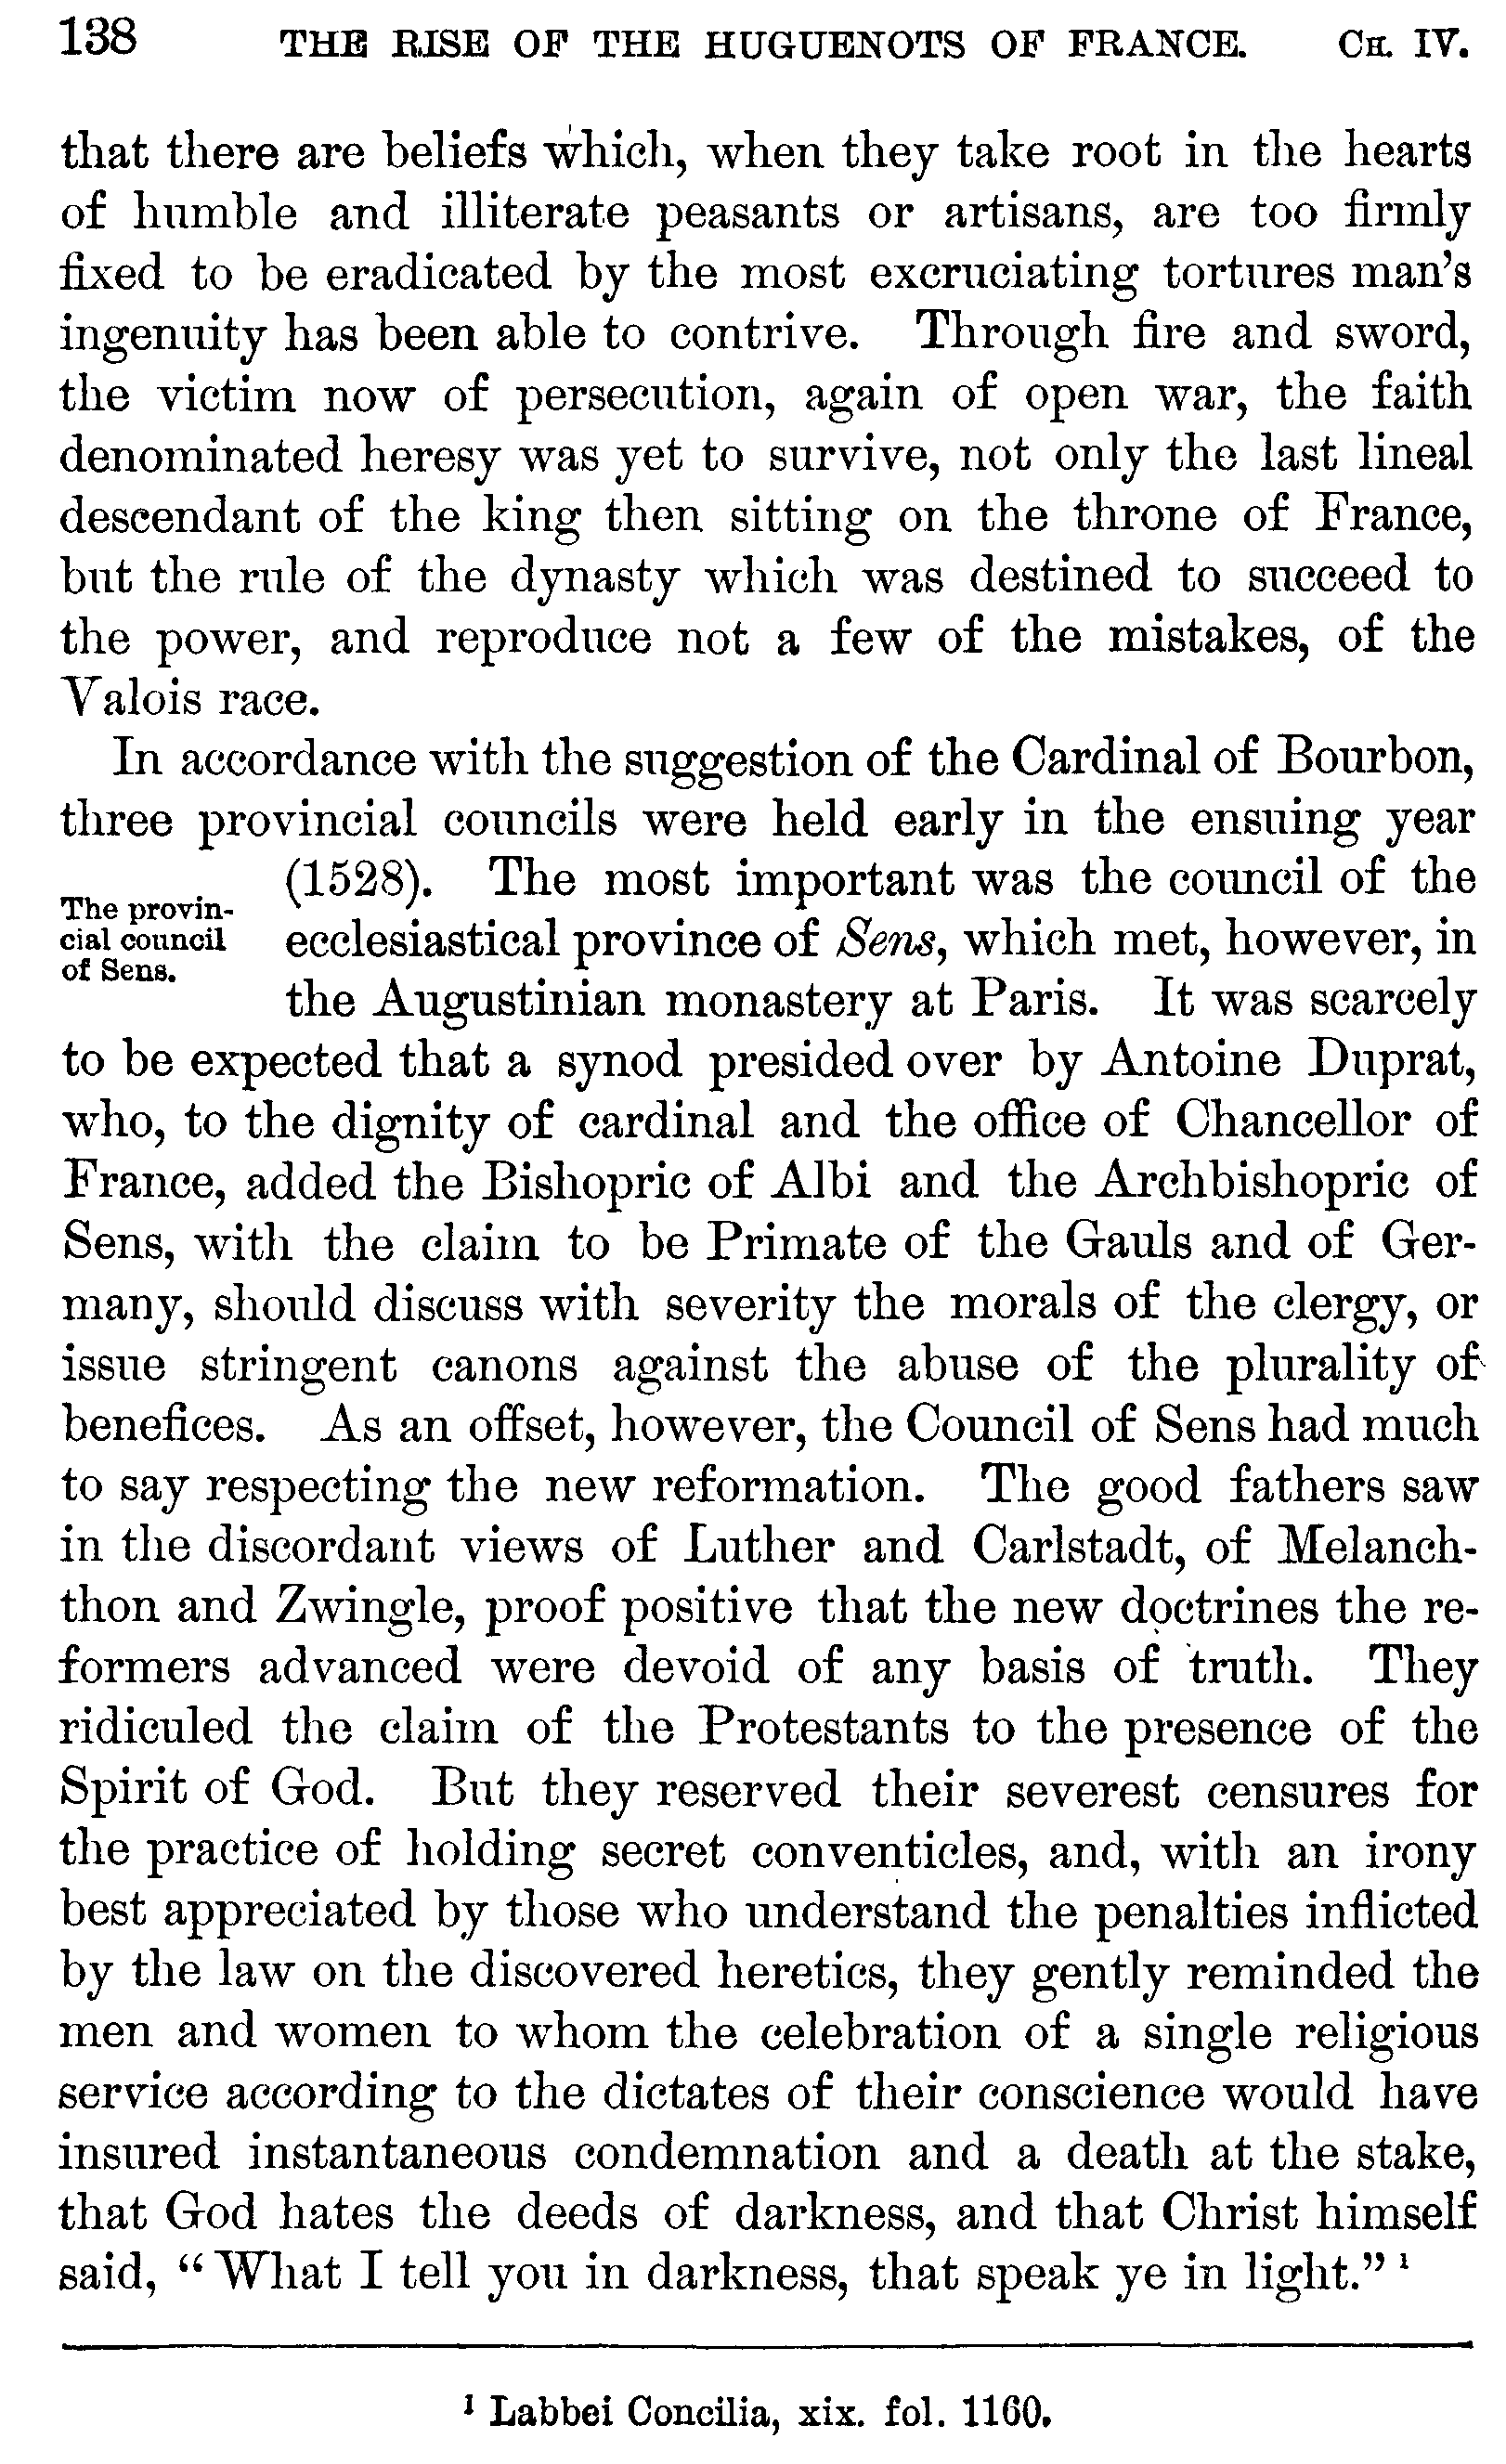 138 THE RISE OF THE HUGUENOTS OF FRANCE. CH. IV.
that there are beliefs which, when they take root in the hearts
of humble and illiterate peasants or artisans, are too firmly
fixed to be eradicated by the most excruciating tortures man's
ingenuity has been able to contrive. Through fire and sword,
the victim now of persecution, again of open war, the faith
denominated heresy was yet to survive, not only the last lineal
descendant of the king then sitting on the throne of France,
but the rule of the dynasty which was destined to succeed to
the power, and reproduce not a few of the mistakes, of the
Valois race.
In accordance with the suggestion of the Cardinal of Bourbon,
three provincial councils were held early in the ensuing year
The provin-
cial council
of Sens.
(1528). The most important was the council of the
ecclesiastical province of Sens, which met, however, in
the Augustinian monastery at Paris. It was scarcely
to be expected that a synod presided over by Antoine Duprat,
who, to the dignity of cardinal and the office of Chancellor of
France, added the Bishopric of Albi and the Archbishopric of
Sens, with the claim to be Primate of the Gauls and of Ger-
many, should discuss with severity the morals of the clergy, or
issue stringent canons against the abuse of the plurality of
benefices. As an offset, however, the Council of Sens had much
to say respecting the new reformation. The good fathers saw
in the discordant views of Luther and Carlstadt, of Melanch-
thon and Zwingle, proof positive that the new doctrines the re-
formers advanced were devoid of any basis of truth. They
ridiculed the claim of the Protestants to the presence of the
Spirit of God. But they reserved their severest censures for
the practice of holding secret conventicles, and, with an irony
best appreciated by those who understand the penalties inflicted
by the law on the discovered heretics, they gently reminded the
men and women to whom the celebration of a single religious
service according to the dictates of their conscience would have
insured instantaneous condemnation and a death at the stake,
that God hates the deeds of darkness, and that Christ himself
said, "What I tell you in darkness, that speak ye in light." ¹
¹ Labbei Concilia, xix. fol. 1160.